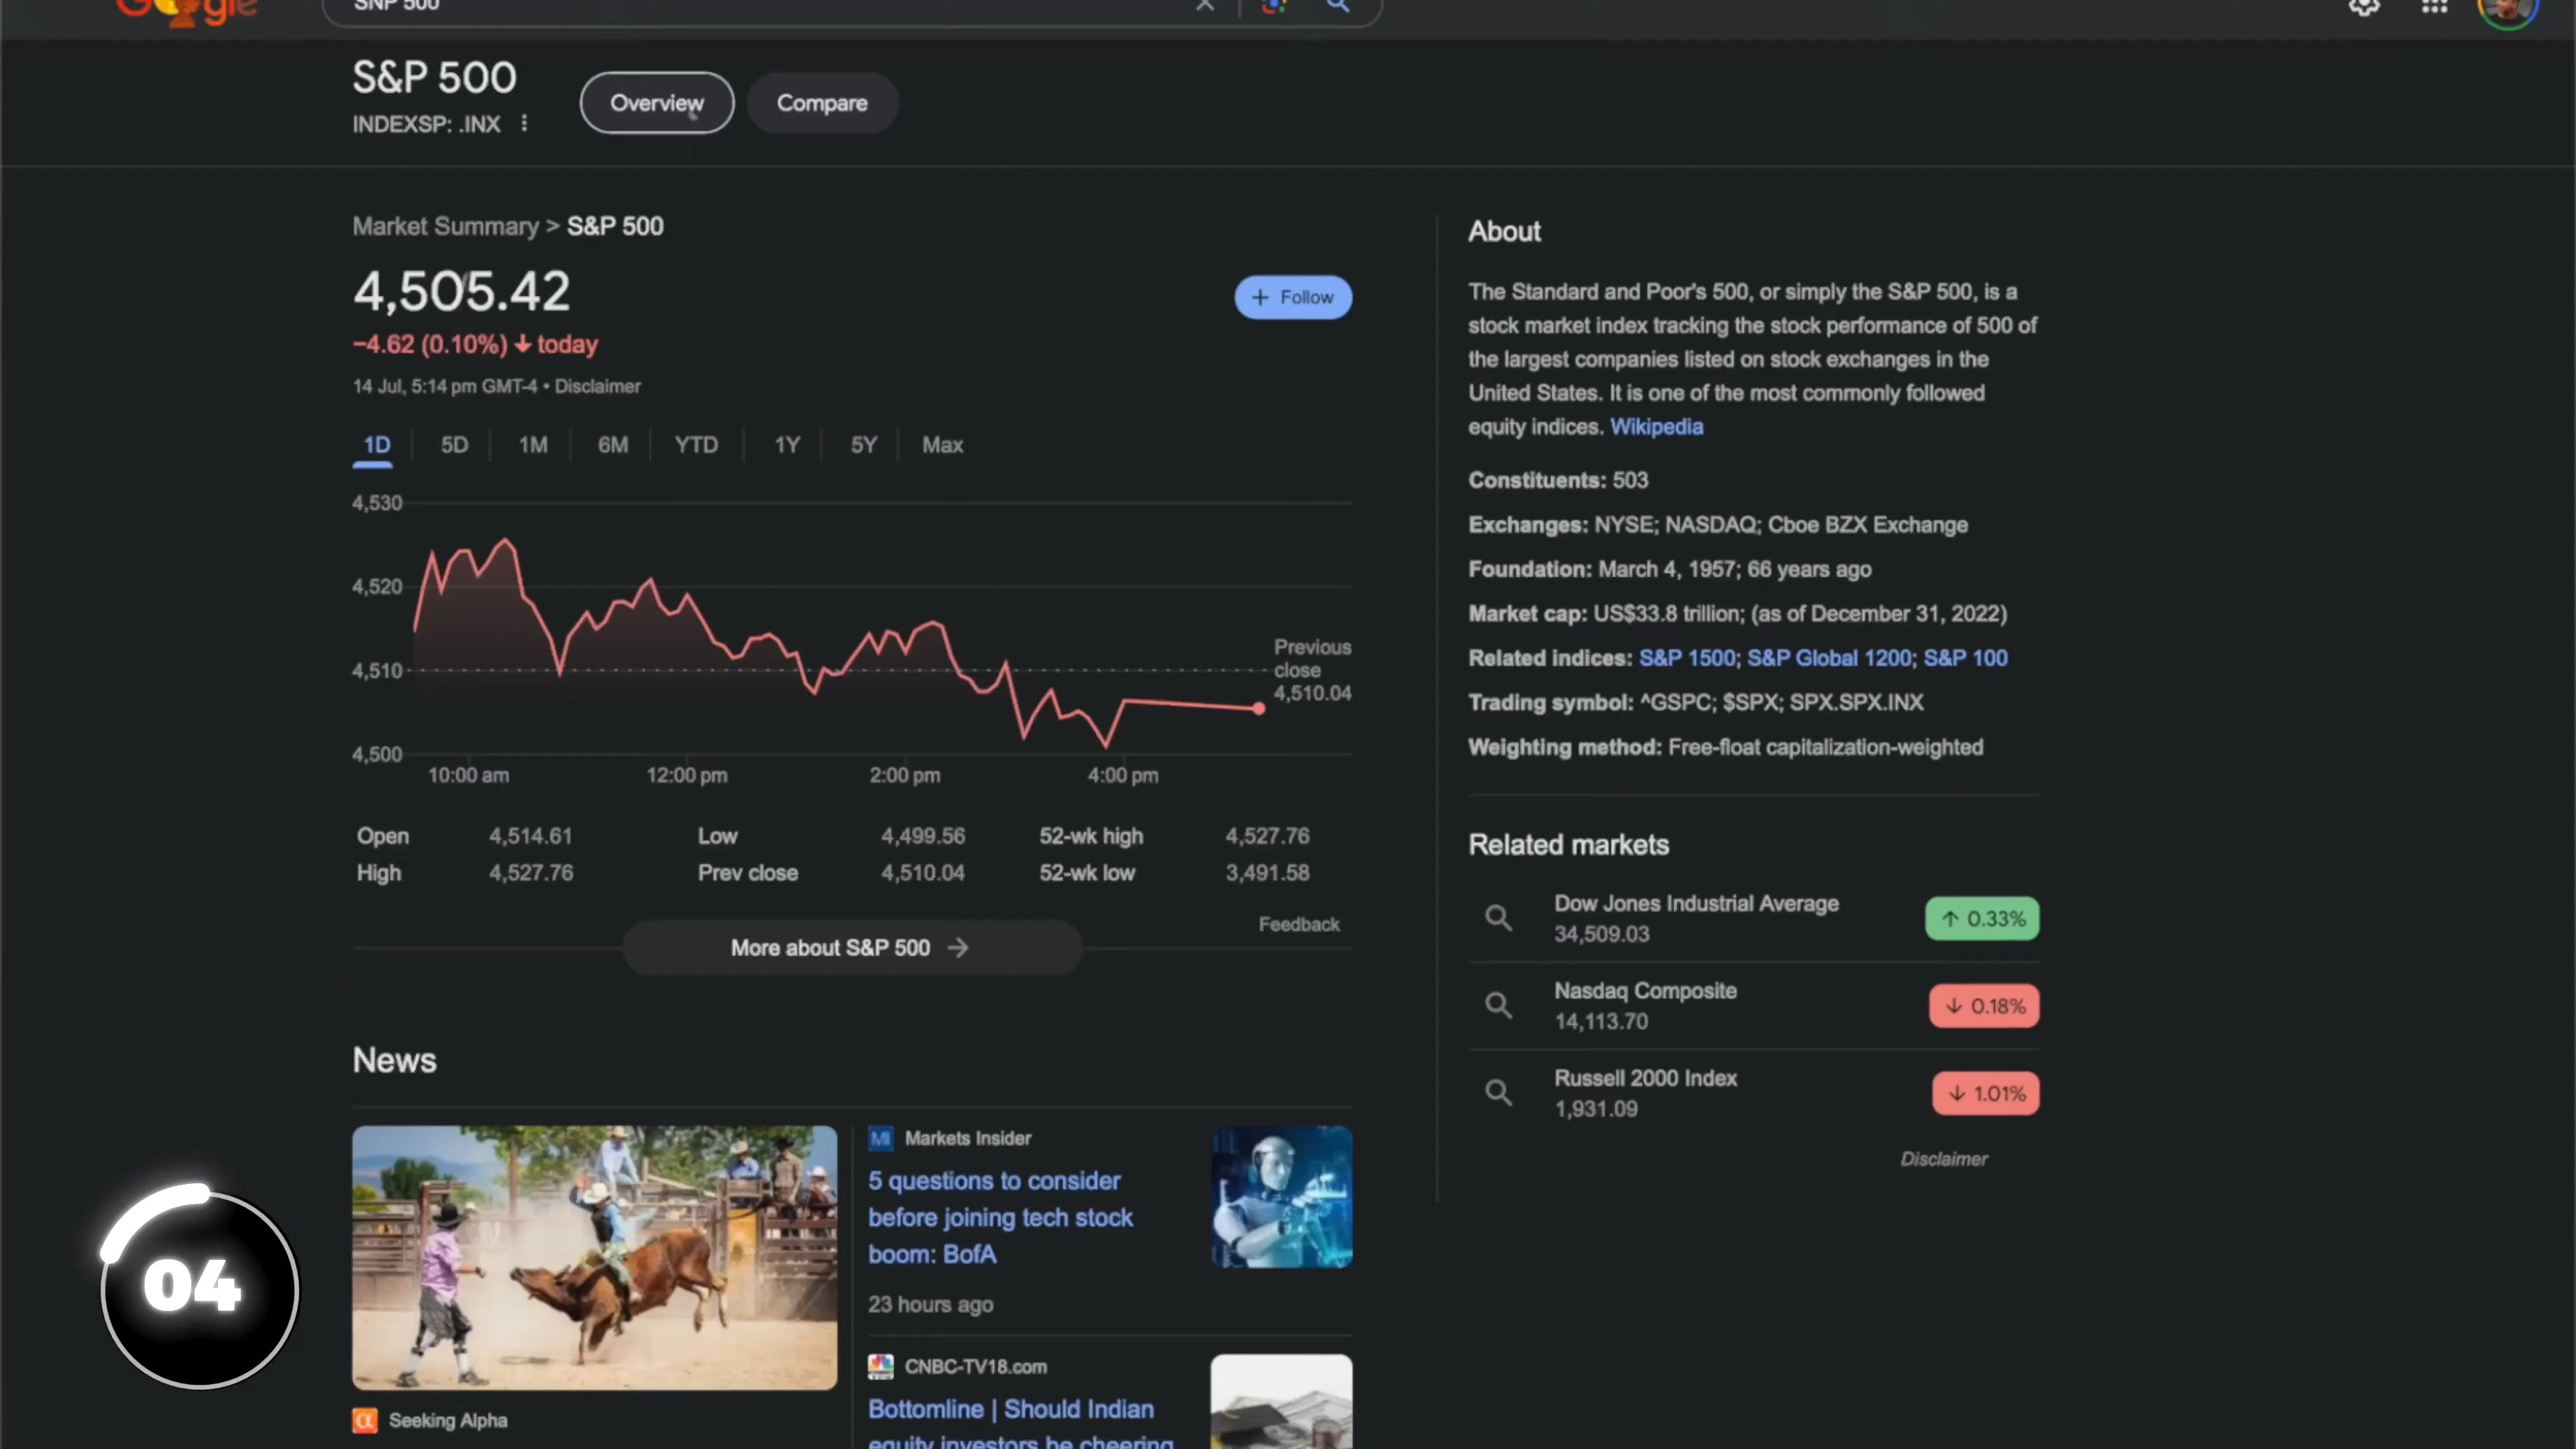 Google
SNP 500
S&P 500
INDEXSP: .INX
Overview
Compare
Market Summary > S&P 500
4,505.42
−4.62 (0.10%) ↓ today
14 Jul, 5:14 pm GMT-4 • Disclaimer
+ Follow
1D 5D 1M 6M YTD 1Y 5Y Max
4,530
4,520
4,510
4,500
Previous
close
4,510.04
10:00 am 12:00 pm 2:00 pm 4:00 pm
Open 4,514.61 Low 4,499.56 52-wk high 4,527.76
High 4,527.76 Prev close 4,510.04 52-wk low 3,491.58
Feedback
More about S&P 500 →
News
Markets Insider
5 questions to consider
before joining tech stock
boom: BofA
23 hours ago
CNBC-TV18.com
Bottomline | Should Indian
equity investors be cheering
Seeking Alpha
04
About
The Standard and Poor's 500, or simply the S&P 500, is a
stock market index tracking the stock performance of 500 of
the largest companies listed on stock exchanges in the
United States. It is one of the most commonly followed
equity indices. Wikipedia
Constituents: 503
Exchanges: NYSE; NASDAQ; Cboe BZX Exchange
Foundation: March 4, 1957; 66 years ago
Market cap: US$33.8 trillion; (as of December 31, 2022)
Related indices: S&P 1500; S&P Global 1200; S&P 100
Trading symbol: ^GSPC; $SPX; SPX.SPX.INX
Weighting method: Free-float capitalization-weighted
Related markets
Dow Jones Industrial Average
34,509.03
↑ 0.33%
Nasdaq Composite
14,113.70
↓ 0.18%
Russell 2000 Index
1,931.09
↓ 1.01%
Disclaimer